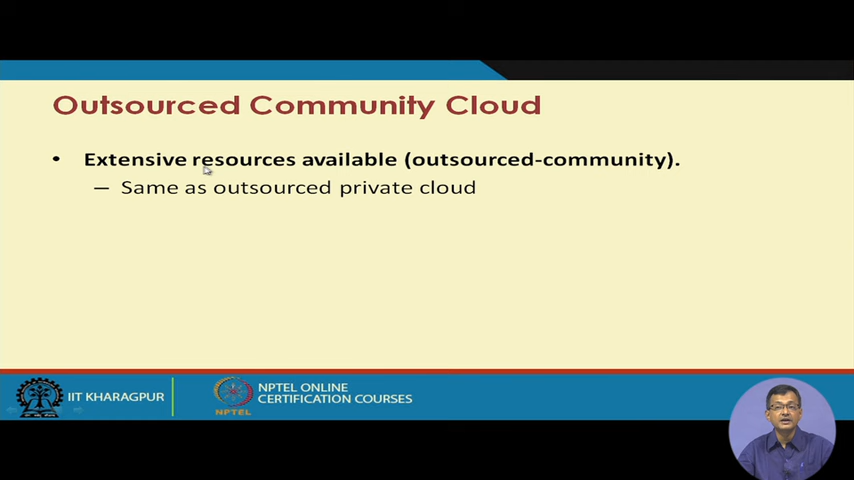 Outsourced Community Cloud
• Extensive resources available (outsourced-community).
– Same as outsourced private cloud
IIT KHARAGPUR
NPTEL
NPTEL ONLINE
CERTIFICATION COURSES